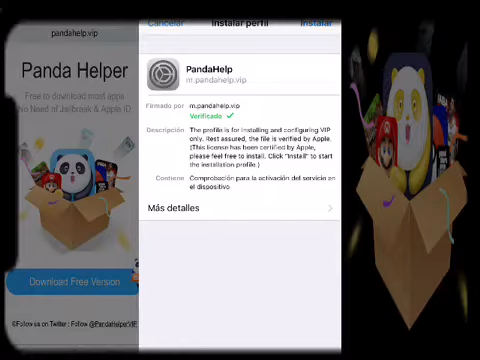 pandahelp.vip
Panda Helper
Free to download most apps
No Need of Jailbreak & Apple ID
Download Free Version
©Follow us on Twitter : Follow @PandaHelperVIP
Cancelar
Instalar perfil
Instalar
PandaHelp
m.pandahelp.vip
Firmado por m.pandahelp.vip
Verificado
Descripción The profile is for installing and configuring VIP
only. Rest assured, the file is verified by Apple.
(This license has been certified by Apple,
please feel free to install. Click "Install" to start
the installation profile.)
Contiene Comprobación para la activación del servicio en
el dispositivo
Más detalles